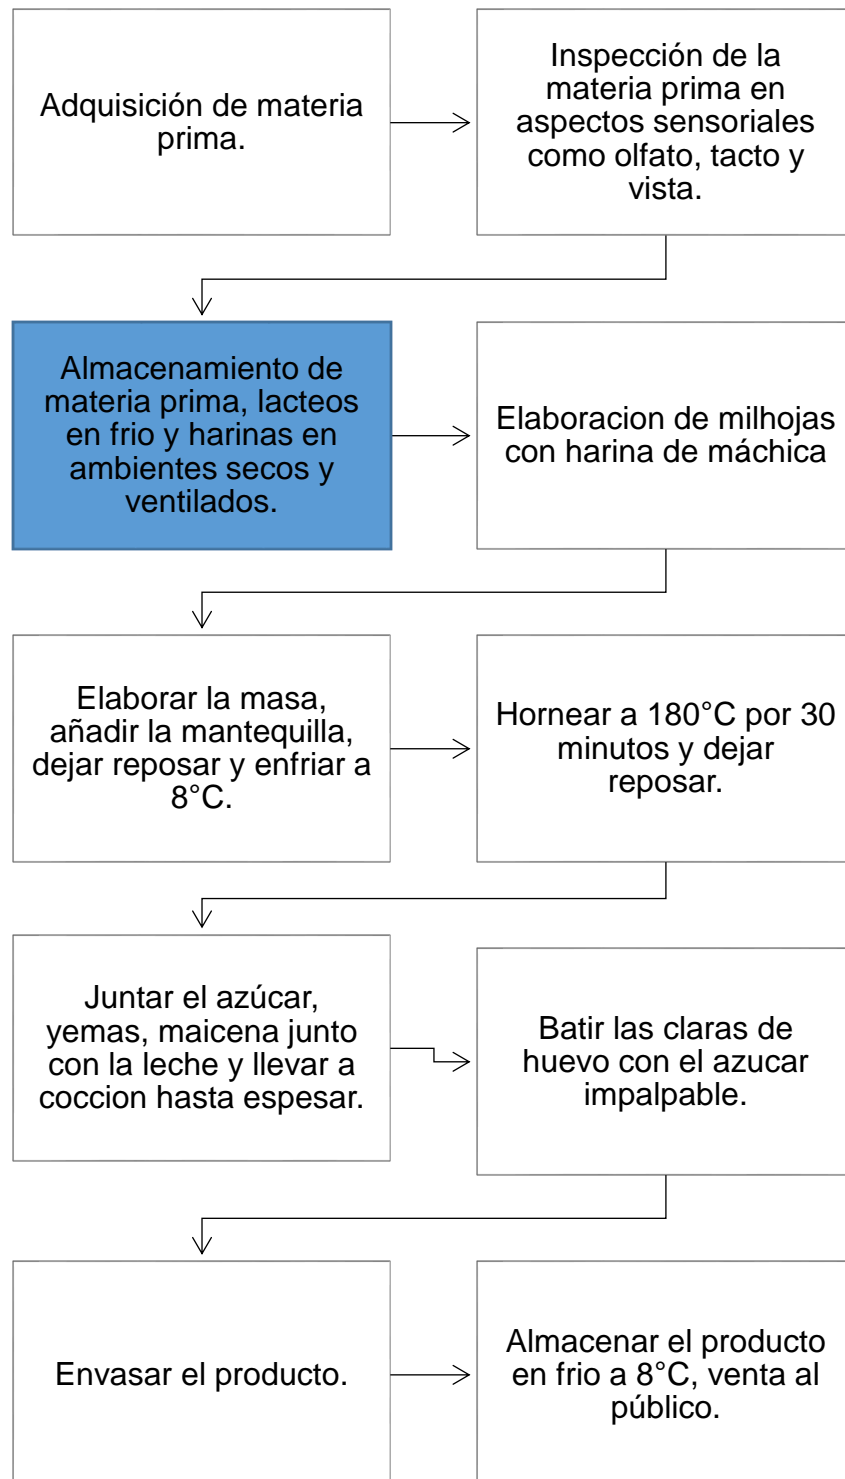 Adquisición de materia
prima.
Inspección de la
materia prima en
aspectos sensoriales
como olfato, tacto y
vista.
Almacenamiento de
materia prima, lacteos
en frio y harinas en
ambientes secos y
ventilados.
Elaboracion de milhojas
con harina de máchica
Elaborar la masa,
añadir la mantequilla,
dejar reposar y enfriar a
8°C.
Hornear a 180°C por 30
minutos y dejar
reposar.
Juntar el azúcar,
yemas, maicena junto
con la leche y llevar a
coccion hasta espesar.
Batir las claras de
huevo con el azucar
impalpable.
Envasar el producto.
Almacenar el producto
en frio a 8°C, venta al
público.